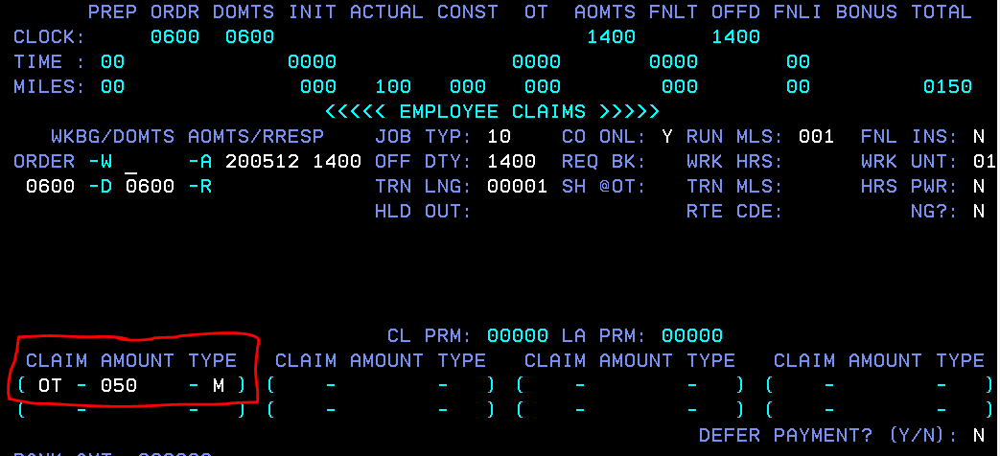 PREP ORDR DOMTS INIT ACTUAL CONST OT AOMTS FNLT OFFD FNLI BONUS TOTAL
CLOCK: 0600 0600 1400 1400
TIME : 00 0000 0000 0000 00
MILES: 00 000 100 000 000 000 00 0150
<<<<< EMPLOYEE CLAIMS >>>>>
WKBG/DOMTS AOMTS/RRESP JOB TYP: 10 CO ONL: Y RUN MLS: 001 FNL INS: N
ORDER -W _ -A 200512 1400 OFF DTY: 1400 REQ BK: WRK HRS: WRK UNT: 01
0600 -D 0600 -R TRN LNG: 00001 SH @OT: TRN MLS: HRS PWR: N
HLD OUT: RTE CDE: NG?: N
CL PRM: 00000 LA PRM: 00000
CLAIM AMOUNT TYPE CLAIM AMOUNT TYPE CLAIM AMOUNT TYPE CLAIM AMOUNT TYPE
( OT - 050 - M ) ( - - ) ( - - ) ( - - )
( - - ) ( - - ) ( - - ) ( - - )
DEFER PAYMENT? (Y/N): N